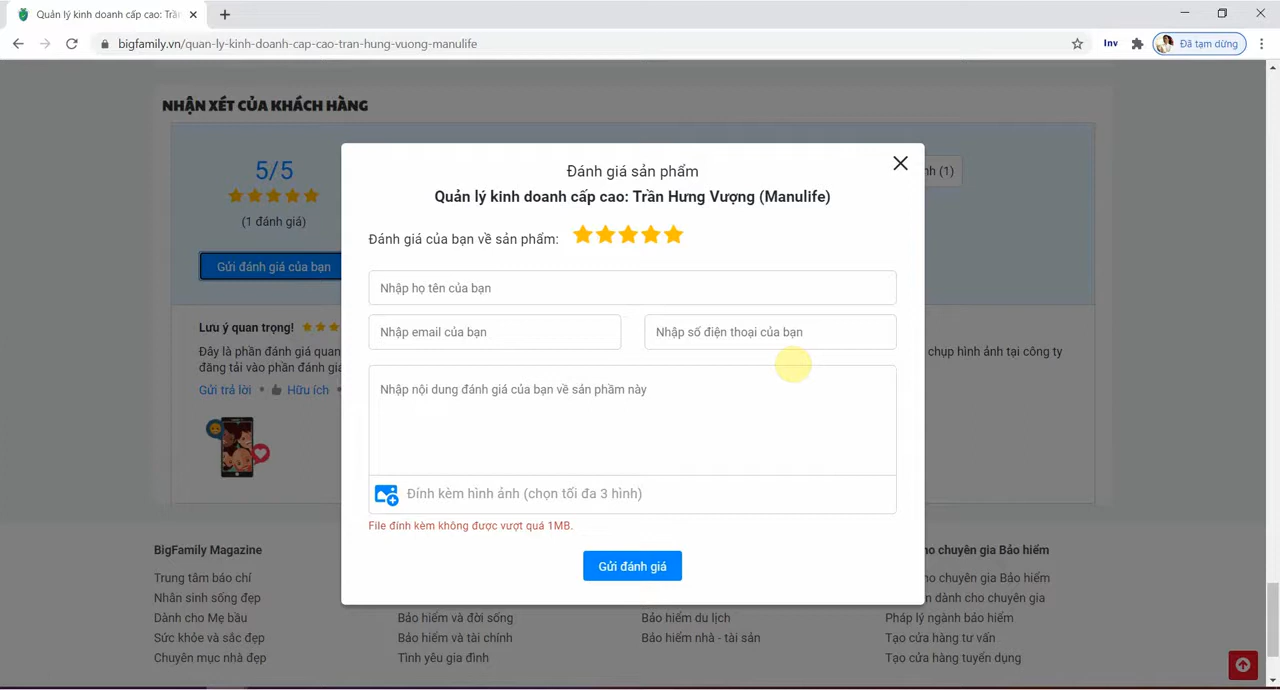 Quản lý kinh doanh cấp cao: Trầ
bigfamily.vn/quan-ly-kinh-doanh-cap-cao-tran-hung-vuong-manulife
Inv
Đã tạm dừng
NHẬN XÉT CỦA KHÁCH HÀNG
5/5
(1 đánh giá)
Gửi đánh giá của bạn
(1)
Đánh giá sản phẩm
Quản lý kinh doanh cấp cao: Trần Hưng Vượng (Manulife)
Đánh giá của bạn về sản phẩm:
Nhập họ tên của bạn
Nhập email của bạn
Nhập số điện thoại của bạn
Nhập nội dung đánh giá của bạn về sản phẩm này
Đính kèm hình ảnh (chọn tối đa 3 hình)
File đính kèm không được vượt quá 1MB.
Gửi đánh giá
Lưu ý quan trọng!
Đây là phần đánh giá quan
chụp hình ảnh tại công ty
đăng tải vào phần đánh giá
Gửi trả lời • Hữu ích •
BigFamily Magazine
Trung tâm báo chí
Nhân sinh sống đẹp
Dành cho Mẹ bầu
Sức khỏe và sắc đẹp
Chuyên mục nhà đẹp
Bảo hiểm và đời sống
Bảo hiểm và tài chính
Tình yêu gia đình
Bảo hiểm du lịch
Bảo hiểm nhà - tài sản
ho chuyên gia Bảo hiểm
ho chuyên gia Bảo hiểm
dành cho chuyên gia
Pháp lý ngành bảo hiểm
Tạo cửa hàng tư vấn
Tạo cửa hàng tuyển dụng